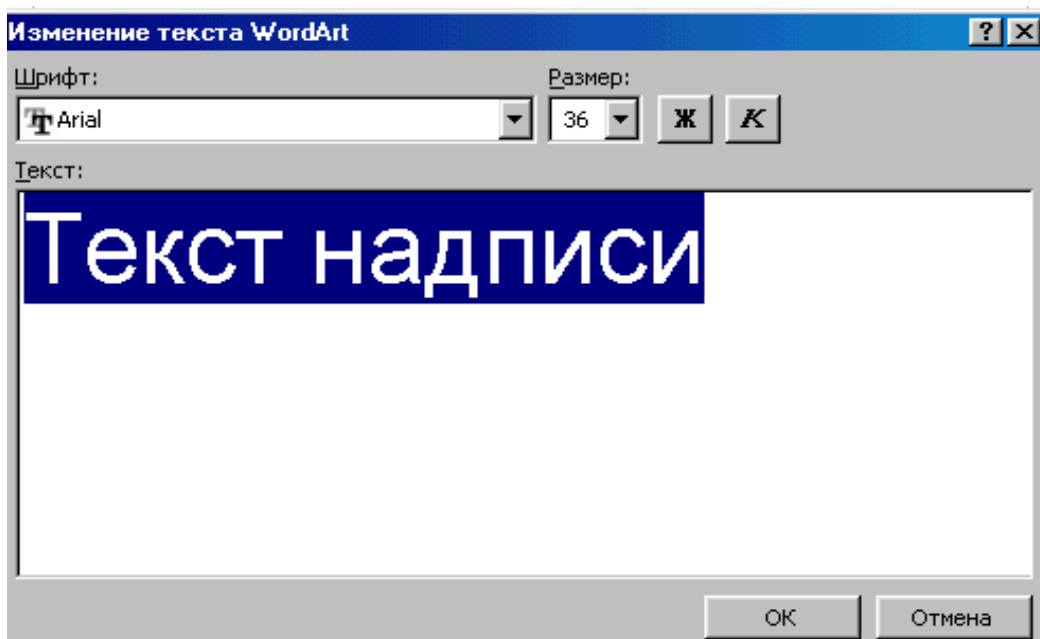 Изменение текста WordArt
Шрифт: Размер:
Arial 36 Ж К
Текст:
Текст надписи
ОК Отмена